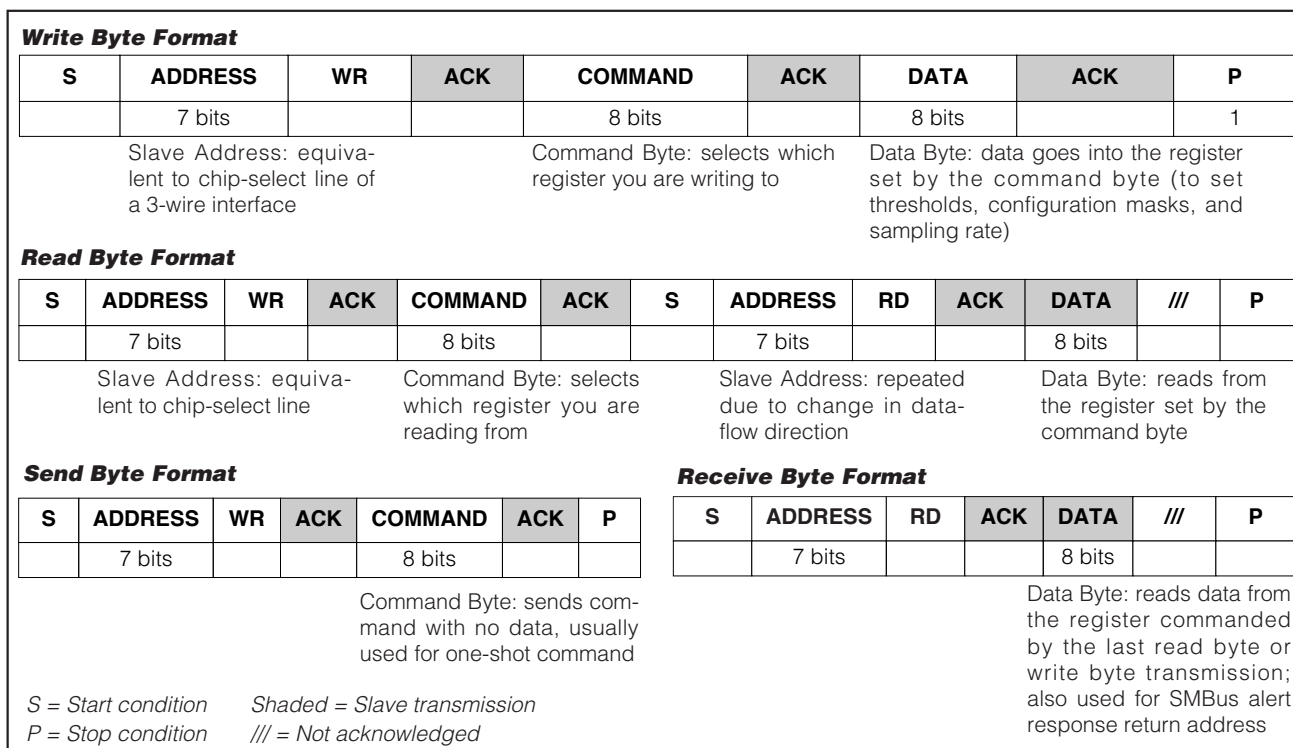 Write Byte Format
S ADDRESS WR ACK COMMAND ACK DATA ACK P
7 bits 8 bits 8 bits 1
Slave Address: equiva-
lent to chip-select line of
a 3-wire interface
Command Byte: selects which
register you are writing to
Data Byte: data goes into the register
set by the command byte (to set
thresholds, configuration masks, and
sampling rate)
Read Byte Format
S ADDRESS WR ACK COMMAND ACK S ADDRESS RD ACK DATA /// P
7 bits 8 bits 7 bits 8 bits
Slave Address: equiva-
lent to chip-select line
Command Byte: selects
which register you are
reading from
Slave Address: repeated
due to change in data-
flow direction
Data Byte: reads from
the register set by the
command byte
Send Byte Format
S ADDRESS WR ACK COMMAND ACK P
7 bits 8 bits
Command Byte: sends com-
mand with no data, usually
used for one-shot command
Receive Byte Format
S ADDRESS RD ACK DATA /// P
7 bits 8 bits
Data Byte: reads data from
the register commanded
by the last read byte or
write byte transmission;
also used for SMBus alert
response return address
S = Start condition Shaded = Slave transmission
P = Stop condition /// = Not acknowledged